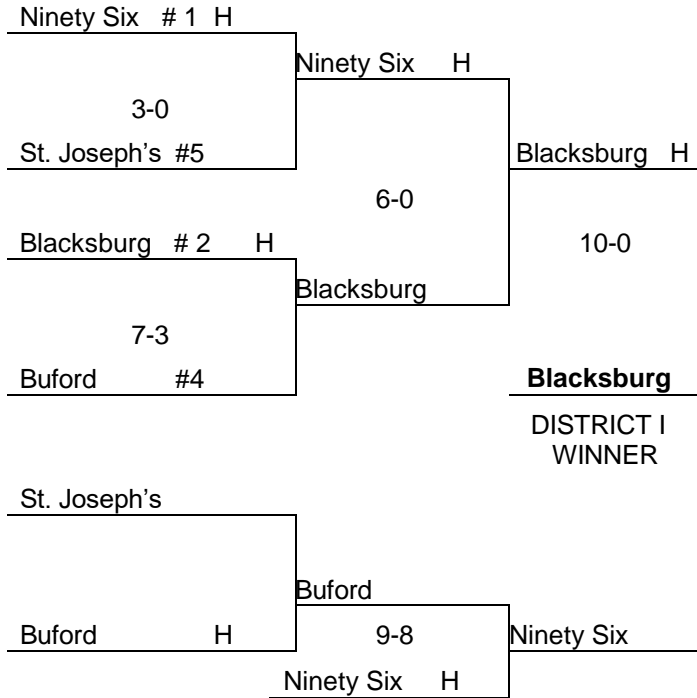 Ninety Six # 1 H
Ninety Six H
3-0
St. Joseph’s #5
Blacksburg H
6-0
Blacksburg # 2 H
10-0
Blacksburg
7-3
Buford #4
Blacksburg
DISTRICT I
WINNER
St. Joseph’s
Buford
Buford H
9-8
Ninety Six
Ninety Six H